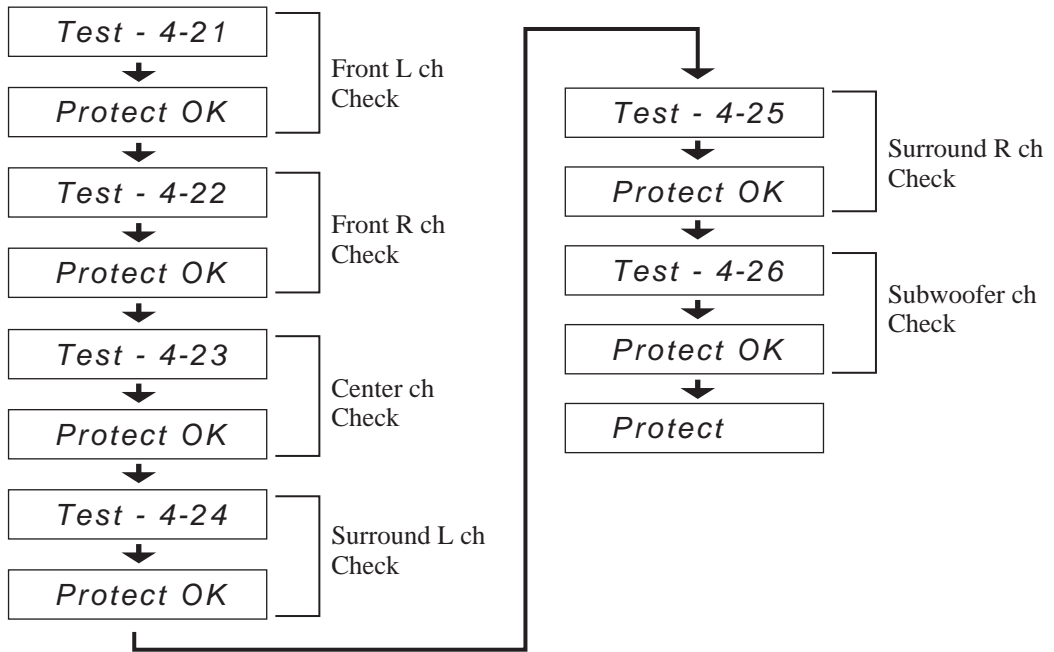 Test - 4-21
Protect OK
Front L ch
Check
Test - 4-22
Protect OK
Front R ch
Check
Test - 4-23
Protect OK
Center ch
Check
Test - 4-24
Protect OK
Surround L ch
Check
Test - 4-25
Protect OK
Surround R ch
Check
Test - 4-26
Protect OK
Subwoofer ch
Check
Protect